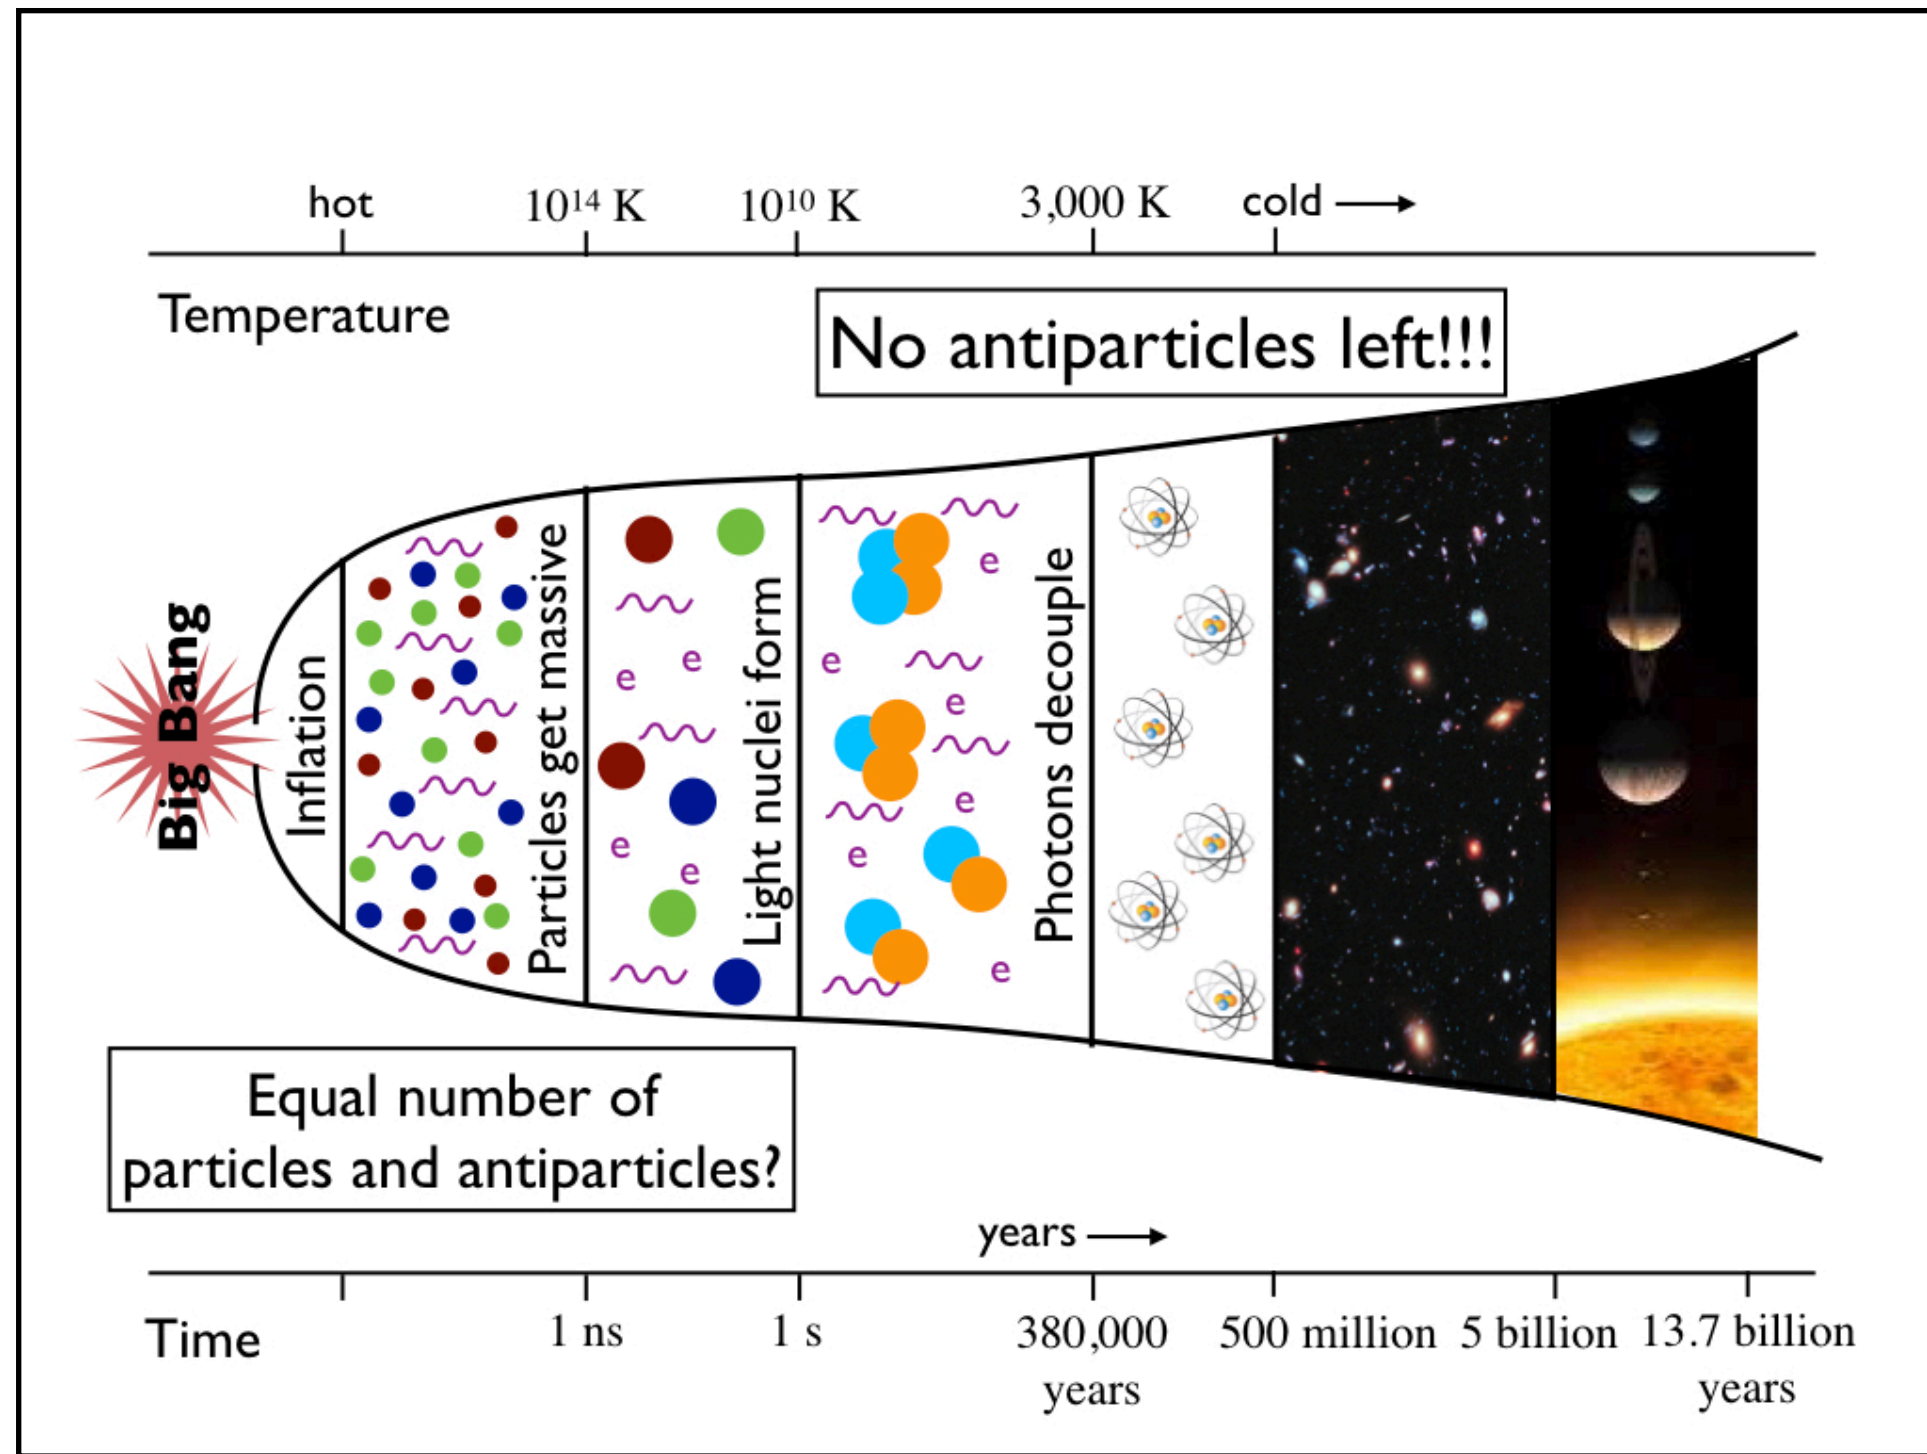 hot 10¹⁴ K 10¹⁰ K 3,000 K cold
Temperature
No antiparticles left!!!
Big Bang
Inflation
Particles get massive
Light nuclei form
Photons decouple
e
e
e
e
e
e
e
e
e
e
Equal number of
particles and antiparticles?
years
Time 1 ns 1 s 380,000 500 million 5 billion 13.7 billion
years years